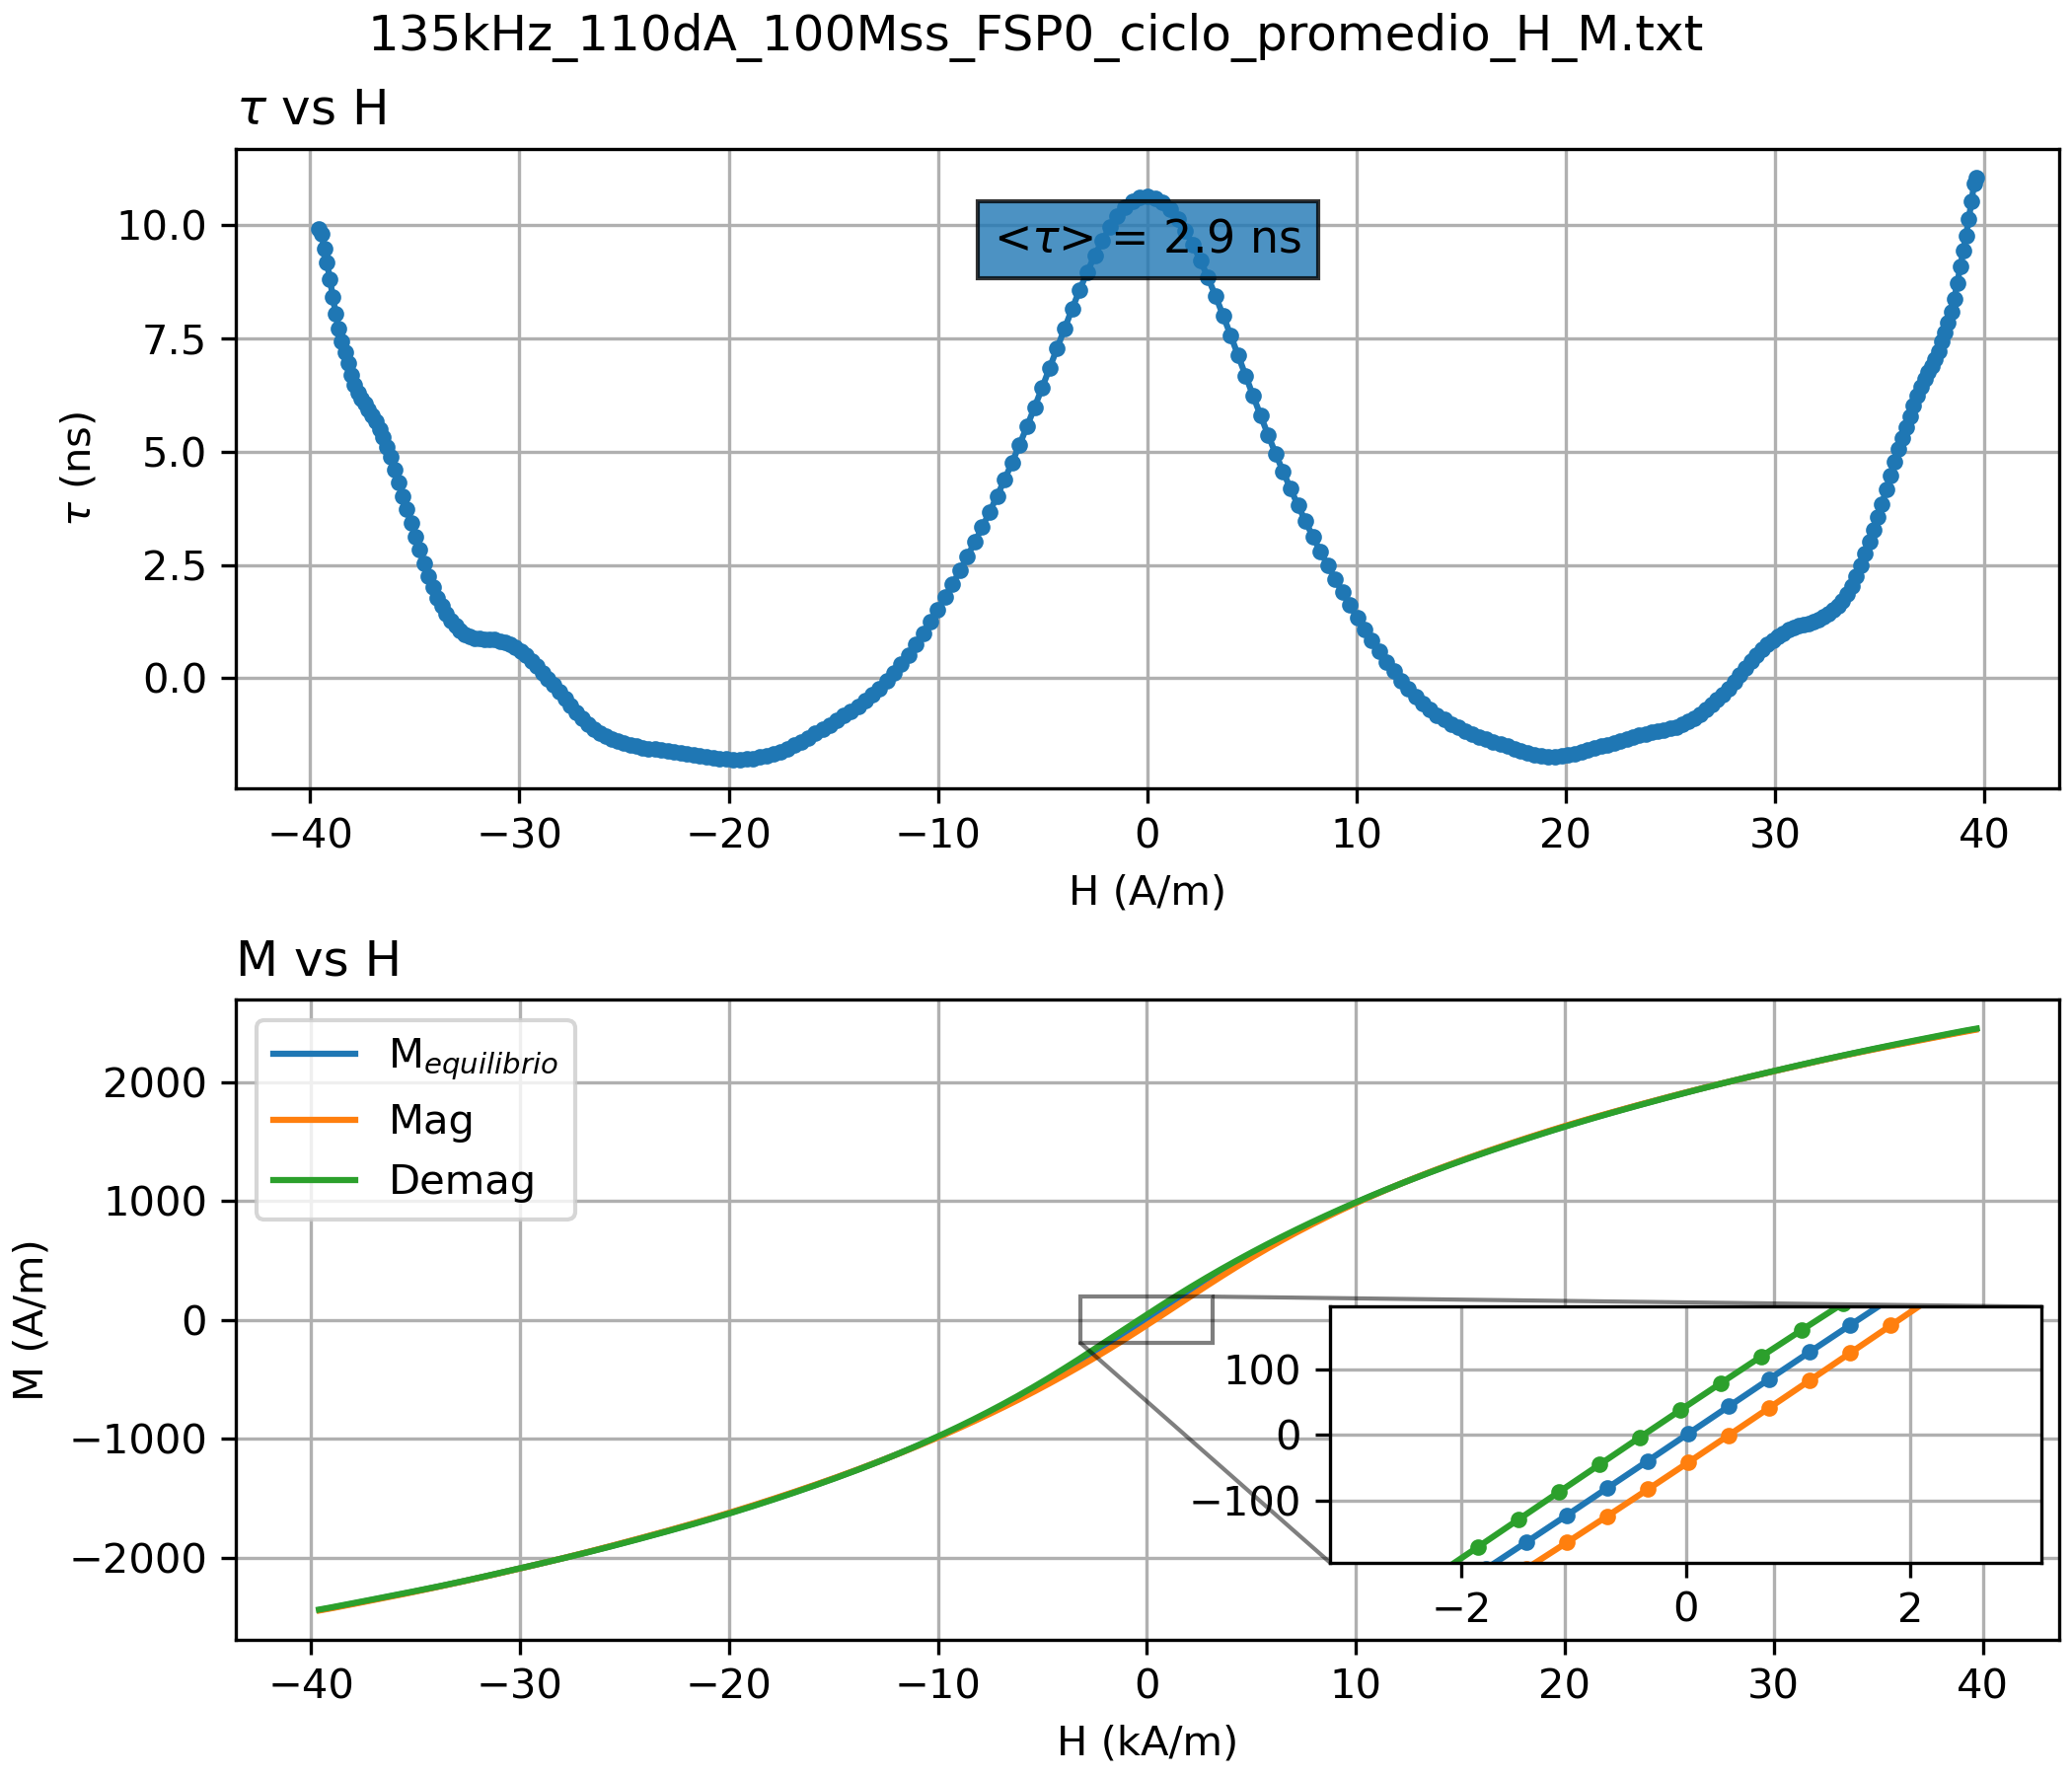 135kHz_110dA_100Mss_FSP0_ciclo_promedio_H_M.txt
τ vs H
<τ> = 2.9 ns
10.0
7.5
5.0
2.5
0.0
τ (ns)
−40 −30 −20 −10 0 10 20 30 40
H (A/m)
M vs H
M_equilibrio
Mag
Demag
2000
1000
0
−1000
−2000
M (A/m)
100
0
−100
−2 0 2
−40 −30 −20 −10 0 10 20 30 40
H (kA/m)